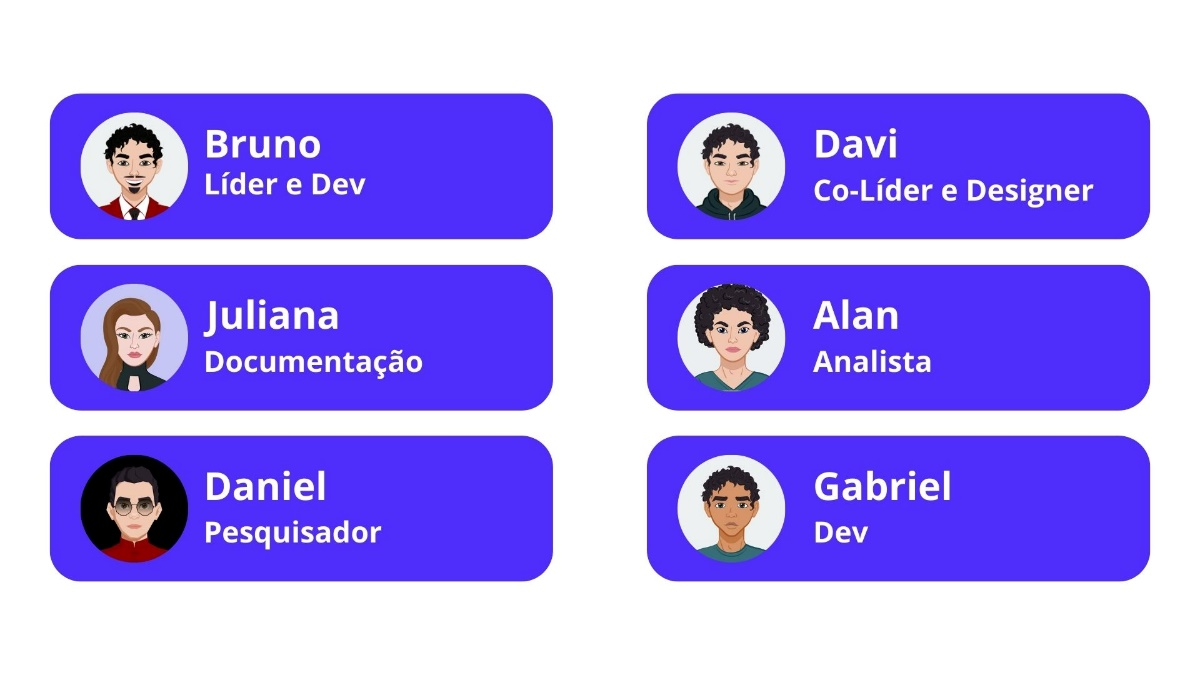 Bruno
Líder e Dev
Davi
Co-Líder e Designer
Juliana
Documentação
Alan
Analista
Daniel
Pesquisador
Gabriel
Dev